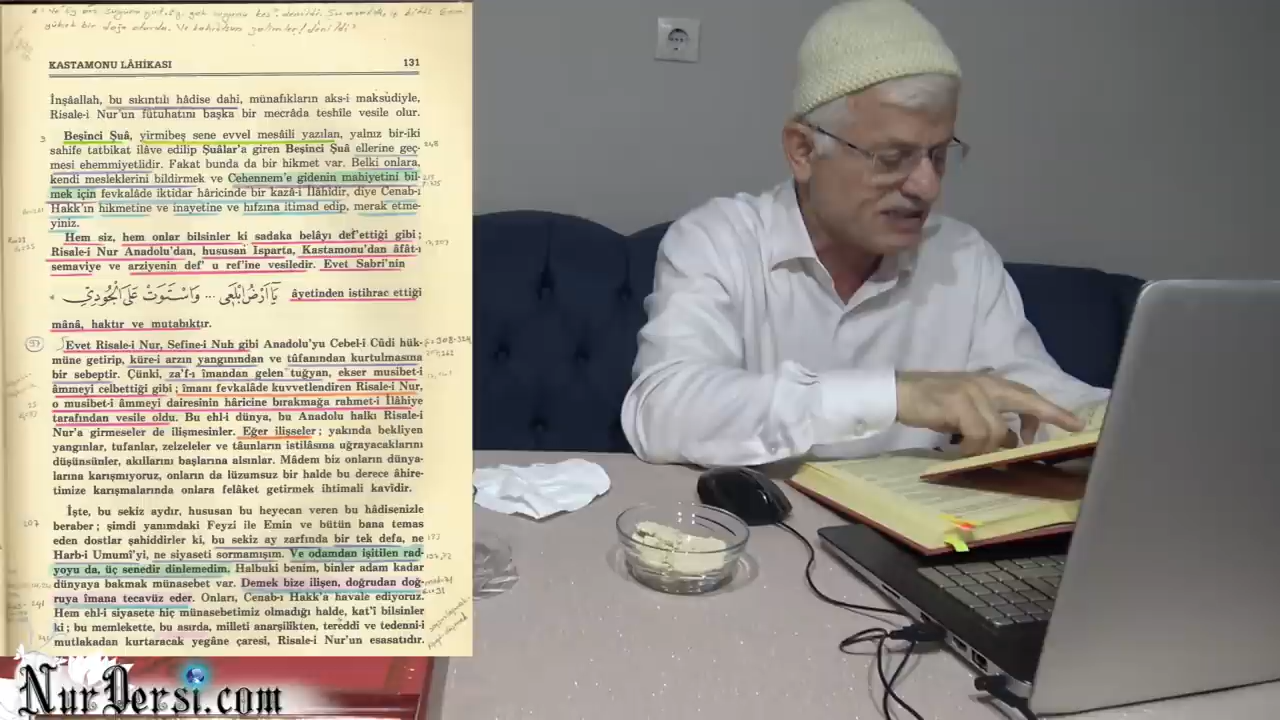 KASTAMONU LÂHİKASI 131
İnşâallah, bu sıkıntılı hâdise dahi, münafıkların aks-i maksûdiyle,
Risale-i Nur'un fütuhatını başka bir mecrâda teshîle vesile olur.
Beşinci Şuâ, yirmibeş sene evvel mesâili yazılan, yalnız bir-iki
sahife tatbikat ilâve edilip Şuâlar'a giren Beşinci Şuâ ellerine geç-
mesi ehemmiyetlidir. Fakat bunda da bir hikmet var. Belki onlara,
kendi mesleklerini bildirmek ve Cehennem'e gidenin mahiyetini bil-
mek için fevkalâde iktidar hâricinde bir kazâ-i İlâhîdir, diye Cenab-ı
Hakk'ın hikmetine ve inayetine ve hıfzına itimad edip, merak etme-
yiniz.
Hem siz, hem onlar bilsinler ki sadaka belâyı def'ettiği gibi;
Risale-i Nur Anadolu'dan, hususan Isparta, Kastamonu'dan âfât-ı
semaviye ve arziyenin def' u ref'ine vesiledir. Evet Sabri'nin
يَٓا اَرْضُ ابْلَعِى ... وَاسْتَوَتْ عَلَى الْجُودِىِّ âyetinden istihrac ettiği
mânâ, haktır ve mutabıktır.
Evet Risale-i Nur, Sefine-i Nuh gibi Anadolu'yu Cebel-i Cûdi hük-
müne getirip, küre-i arzın yangınından ve tûfanından kurtulmasına
bir sebeptir. Çünki, za'f-ı imandan gelen tuğyan, ekser musibet-i
âmmeyi celbettiği gibi; imanı fevkalâde kuvvetlendiren Risale-i Nur,
o musibet-i âmmeyi dairesinin hâricine bırakmağa rahmet-i İlâhiye
tarafından vesile oldu. Bu ehl-i dünya, bu Anadolu halkı Risale-i
Nur'a girmeseler de ilişmesinler. Eğer ilişseler; yakında bekliyen
yangınlar, tufanlar, zelzeleler ve tâunların istilâsına uğrayacaklarını
düşünsünler, akıllarını başlarına alsınlar. Mâdem biz onların dünya-
larına karışmıyoruz, onların da lüzumsuz bir halde bu derece âhire-
timize karışmalarında onlara felâket getirmek ihtimali kavîdir.
İşte, bu sekiz aydır, hususan bu heyecan veren bu hâdisenizle
beraber; şimdi yanımdaki Feyzi ile Emin ve bütün bana temas
eden dostlar şahiddirler ki, bu sekiz ay zarfında bir tek defa, ne
Harb-i Umumî'yi, ne siyaseti sormamışım. Ve odamdan işitilen rad-
yoyu da, üç senedir dinlemedim. Halbuki benim, binler adam kadar
dünyaya bakmak münasebet var. Demek bize ilişen, doğrudan doğ-
ruya îmana tecavüz eder. Onları, Cenab-ı Hakk'a havale ediyoruz.
Hem ehl-i siyasete hiç münasebetimiz olmadığı halde, kat'î bilsinler
ki; bu memlekette, bu asırda, milleti anarşilikten, tereddi ve tedenni-i
mutlakadan kurtaracak yegâne çaresi, Risale-i Nur'un esasatıdır.
NurDersi.com